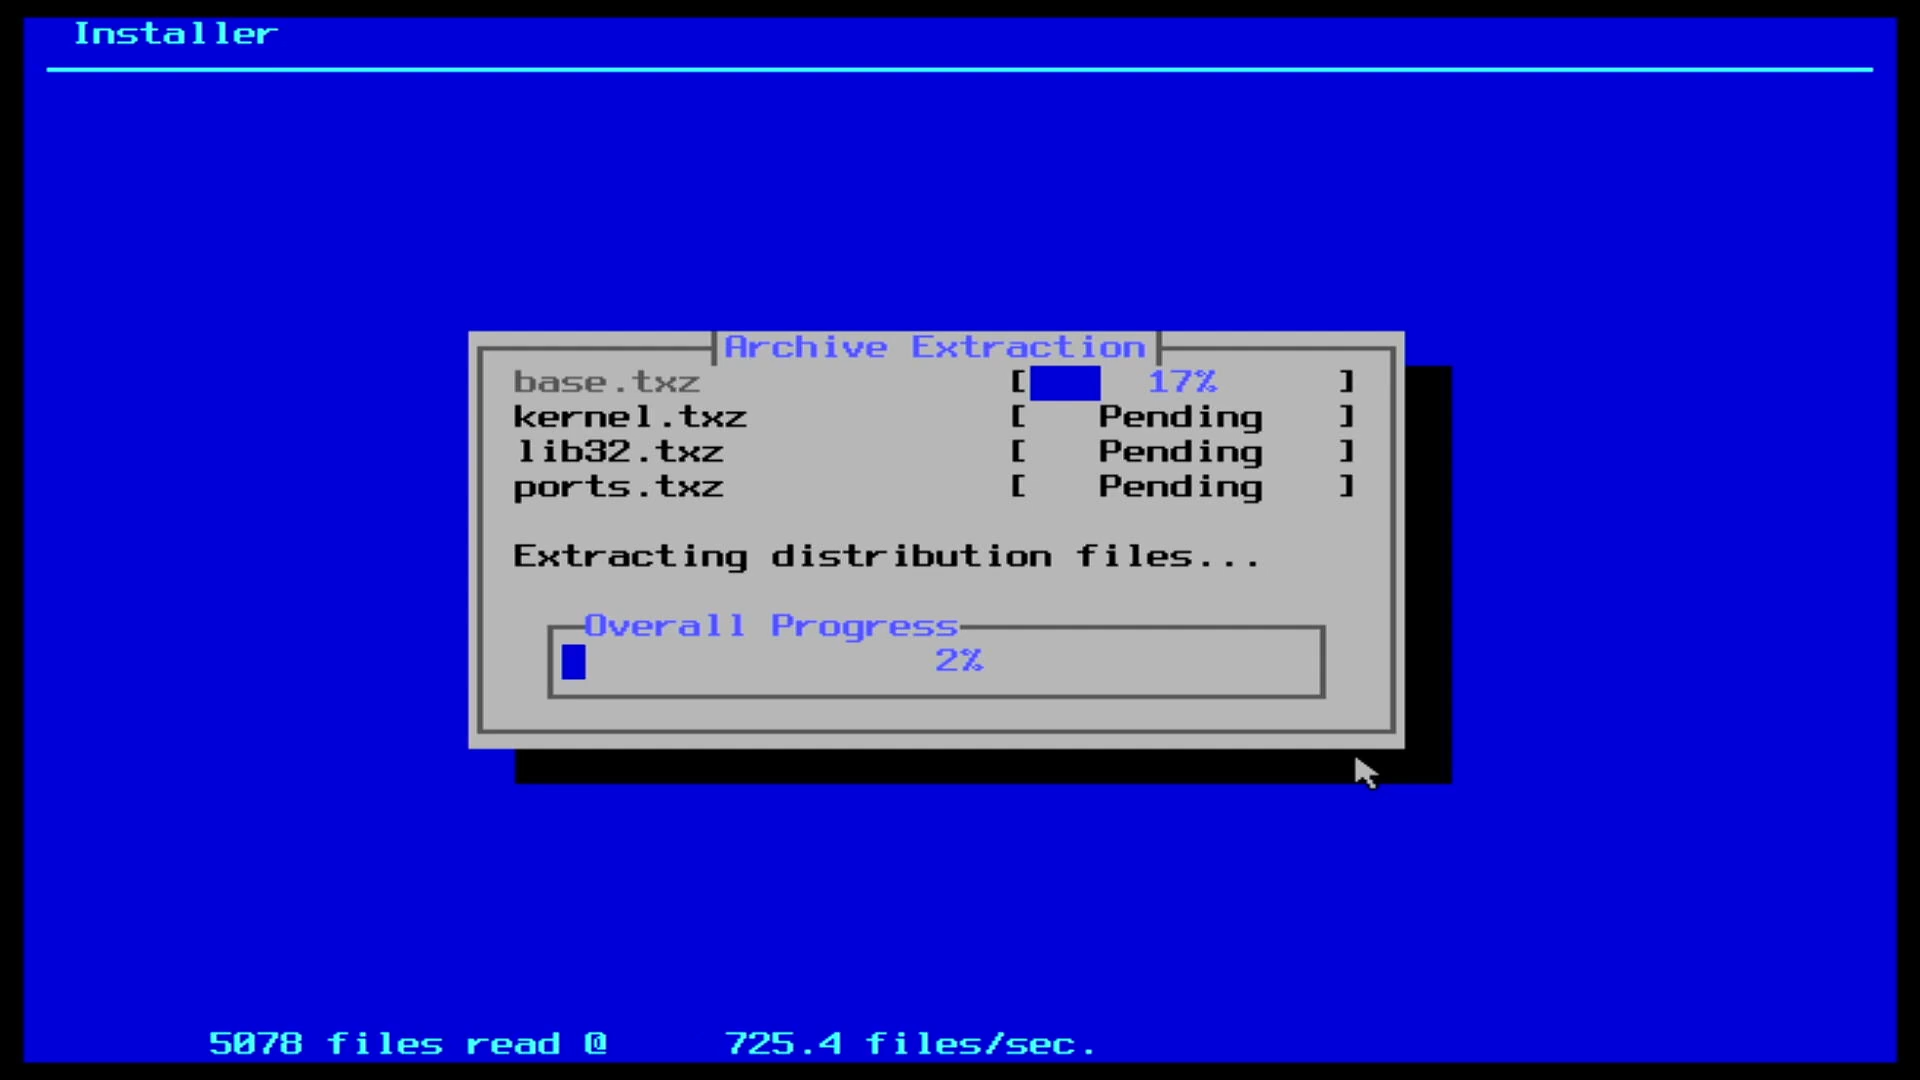 Installer
Archive Extraction
base.txz [ 17% ]
kernel.txz [ Pending ]
lib32.txz [ Pending ]
ports.txz [ Pending ]
Extracting distribution files...
Overall Progress
2%
5078 files read @ 725.4 files/sec.